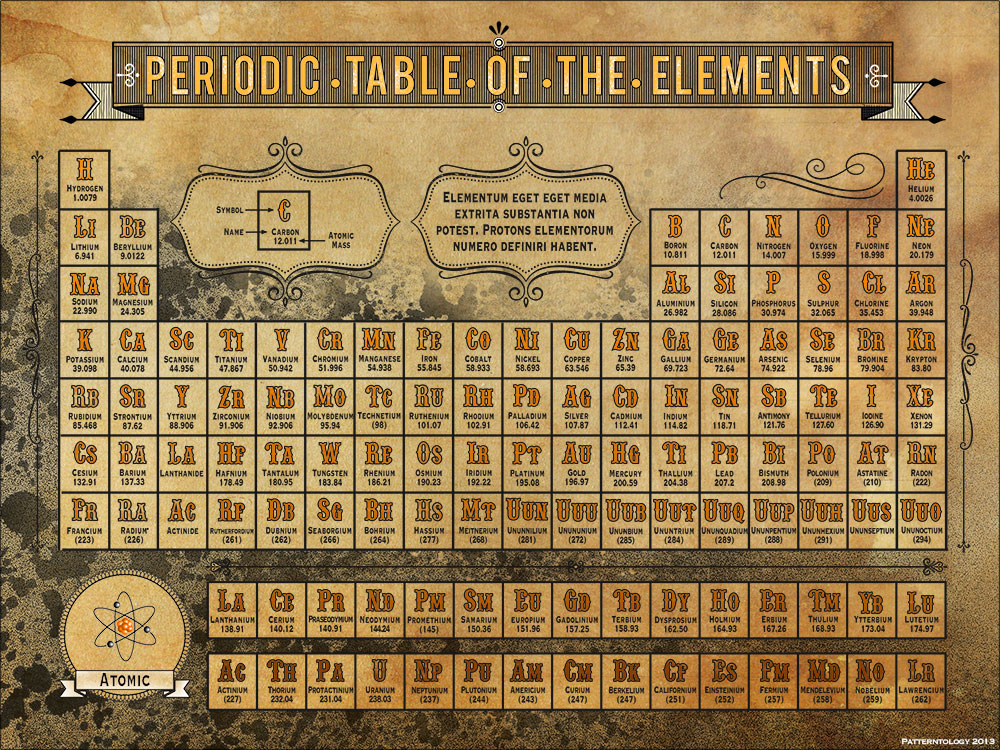 PERIODIC · TABLE · OF · THE · ELEMENTS
H
HYDROGEN
1.0079
SYMBOL
C
NAME
CARBON
12.011
ATOMIC
MASS
ELEMENTUM EGET EGET MEDIA
EXTRITA SUBSTANTIA NON
POTEST. PROTONS ELEMENTORUM
NUMERO DEFINIRI HABENT.
HE
HELIUM
4.0026
LI BE B C N O F NE
LITHIUM BERYLLIUM BORON CARBON NITROGEN OXYGEN FLUORINE NEON
6.941 9.0122 10.811 12.011 14.007 15.999 18.998 20.179
NA MG AL SI P S CL AR
SODIUM MAGNESIUM ALUMINIUM SILICON PHOSPHORUS SULPHUR CHLORINE ARGON
22.990 24.305 26.982 28.086 30.974 32.065 35.453 39.948
K CA SC TI V CR MN FE CO NI CU ZN GA GE AS SE BR KR
POTASSIUM CALCIUM SCANDIUM TITANIUM VANADIUM CHROMIUM MANGANESE IRON COBALT NICKEL COPPER ZINC GALLIUM GERMANIUM ARSENIC SELENIUM BROMINE KRYPTON
39.098 40.078 44.956 47.867 50.942 51.996 54.938 55.845 58.933 58.693 63.546 65.39 69.723 72.64 74.922 78.96 79.904 83.80
RB SR Y ZR NB MO TC RU RH PD AG CD IN SN SB TE I XE
RUBIDIUM STRONTIUM YTTRIUM ZIRCONIUM NIOBIUM MOLYBDENUM TECHNETIUM RUTHENIUM RHODIUM PALLADIUM SILVER CADMIUM INDIUM TIN ANTIMONY TELLURIUM IODINE XENON
85.468 87.62 88.906 91.906 92.906 95.94 (98) 101.07 102.91 106.42 107.87 112.41 114.82 118.71 121.76 127.60 126.90 131.29
CS BA LA HF TA W RE OS IR PT AU HG TI PB BI PO AT RN
CESIUM BARIUM LANTHANIDE HAFNIUM TANTALUM TUNGSTEN RHENIUM OSMIUM IRIDIUM PLATINUM GOLD MERCURY THALLIUM LEAD BISMUTH POLONIUM ASTATINE RADON
132.91 137.33 178.49 180.95 183.84 186.21 190.23 192.22 195.08 196.97 200.59 204.38 207.2 208.98 (209) (210) (222)
FR RA AC RF DB SG BH HS MT UUN UUU UUB UUT UUQ UUP UUH UUS UUO
FRANCIUM RADIUM ACTINIDE RUTHERFORDIUM DUBNIUM SEABORGIUM BOHRIUM HASSIUM MEITNERIUM UNUNNILIUM UNUNUNIUM UNUNBIUM UNUNTRIUM UNUNQUADIUM UNUNPENTIUM UNUNHEXIUM UNUNSEPTIUM UNUNOCTIUM
(223) (226) (261) (262) (266) (264) (277) (268) (281) (272) (285) (284) (289) (288) (291) (294)
LA CE PR ND PM SM EU GD TB DY HO ER TM YB LU
LANTHANIUM CERIUM PRASEODYMIUM NEODYMIUM PROMETHIUM SAMARIUM EUROPIUM GADOLINIUM TERBIUM DYSPROSIUM HOLMIUM ERBIUM THULIUM YTTERBIUM LUTETIUM
138.91 140.12 140.91 144.24 (145) 150.36 151.96 157.25 158.93 162.50 164.93 167.26 168.93 173.04 174.97
ATOMIC
AC TH PA U NP PU AM CM BK CF ES FM MD NO LR
ACTINIUM THORIUM PROTACTINIUM URANIUM NEPTUNIUM PLUTONIUM AMERICIUM CURIUM BERKELIUM CALIFORNIUM EINSTEINIUM FERMIUM MENDELEVIUM NOBELIUM LAWRENCIUM
(227) 232.04 231.04 238.03 (237) (244) (243) (247) (247) (251) (252) (257) (258) (259) (262)
PATTERNTOLOGY 2013